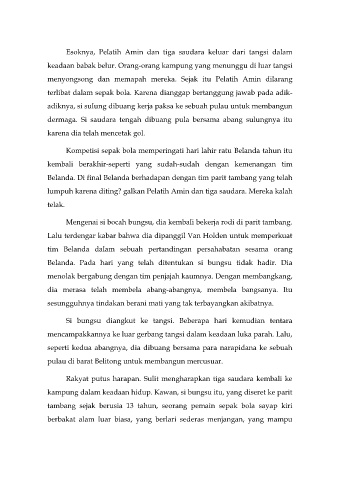 Esoknya, Pelatih Amin dan tiga saudara keluar dari tangsi dalam
keadaan babak belur. Orang-orang kampung yang menunggu di luar tangsi
menyongsong dan memapah mereka. Sejak itu Pelatih Amin dilarang
terlibat dalam sepak bola. Karena dianggap bertanggung jawab pada adik-
adiknya, si sulung dibuang kerja paksa ke sebuah pulau untuk membangun
dermaga. Si saudara tengah dibuang pula bersama abang sulungnya itu
karena dia telah mencetak gol.
Kompetisi sepak bola memperingati hari lahir ratu Belanda tahun itu
kembali berakhir-seperti yang sudah-sudah dengan kemenangan tim
Belanda. Di final Belanda berhadapan dengan tim parit tambang yang telah
lumpuh karena diting? galkan Pelatih Amin dan tiga saudara. Mereka kalah
telak.
Mengenai si bocah bungsu, dia kembali bekerja rodi di parit tambang.
Lalu terdengar kabar bahwa dia dipanggil Van Holden untuk memperkuat
tim Belanda dalam sebuah pertandingan persahabatan sesama orang
Belanda. Pada hari yang telah ditentukan si bungsu tidak hadir. Dia
menolak bergabung dengan tim penjajah kaumnya. Dengan membangkang,
dia merasa telah membela abang-abangnya, membela bangsanya. Itu
sesungguhnya tindakan berani mati yang tak terbayangkan akibatnya.
Si bungsu diangkut ke tangsi. Beberapa hari kemudian tentara
mencampakkannya ke luar gerbang tangsi dalam keadaan luka parah. Lalu,
seperti kedua abangnya, dia dibuang bersama para narapidana ke sebuah
pulau di barat Belitong untuk membangun mercusuar.
Rakyat putus harapan. Sulit mengharapkan tiga saudara kembali ke
kampung dalam keadaan hidup. Kawan, si bungsu itu, yang diseret ke parit
tambang sejak berusia 13 tahun, seorang pemain sepak bola sayap kiri
berbakat alam luar biasa, yang berlari sederas menjangan, yang mampu